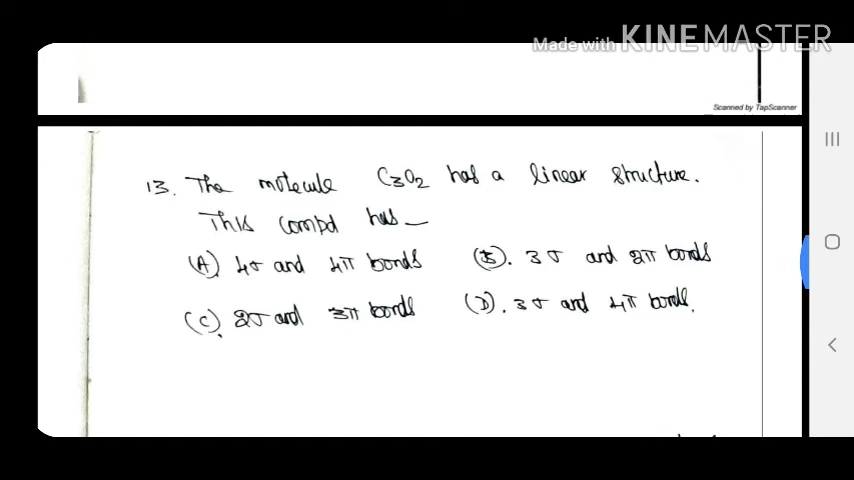 Made with KINEMASTER
Scanned by TapScanner
13. The molecule C3O2 has a linear structure.
This compd has —
(A). 4σ and 4π bonds (B). 3σ and 2π bonds
(C). 2σ and 3π bonds (D). 3σ and 4π bonds.